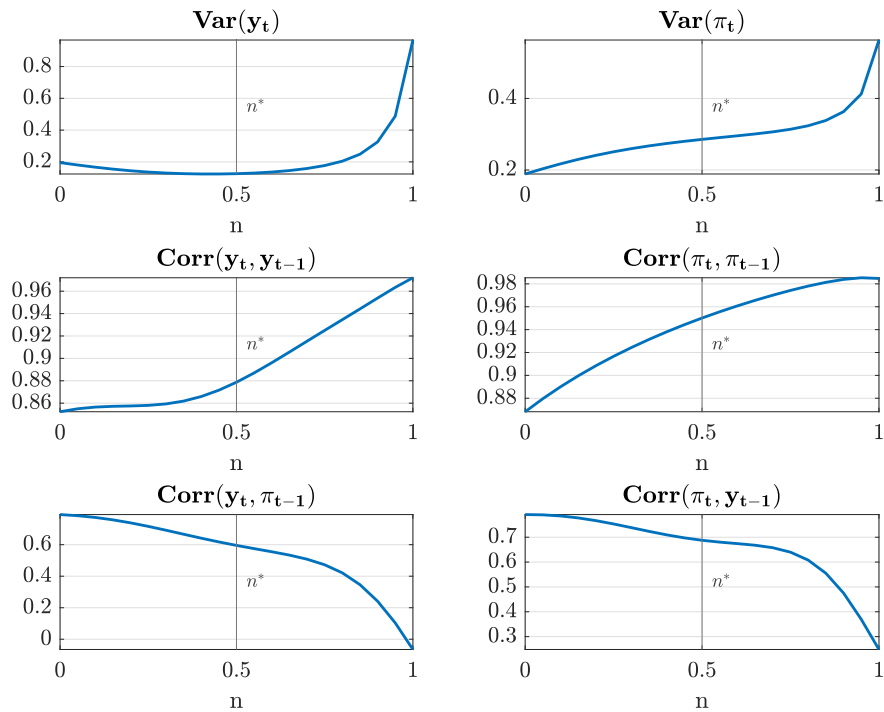 Var(y_t)
0.8
0.6
0.4
0.2
n*
0 0.5 1
n
Var(π_t)
0.4
0.2
n*
0 0.5 1
n
Corr(y_t, y_{t−1})
0.96
0.94
0.92
0.9
0.88
0.86
n*
0 0.5 1
n
Corr(π_t, π_{t−1})
0.98
0.96
0.94
0.92
0.9
0.88
n*
0 0.5 1
n
Corr(y_t, π_{t−1})
0.6
0.4
0.2
0
n*
0 0.5 1
n
Corr(π_t, y_{t−1})
0.7
0.6
0.5
0.4
0.3
n*
0 0.5 1
n